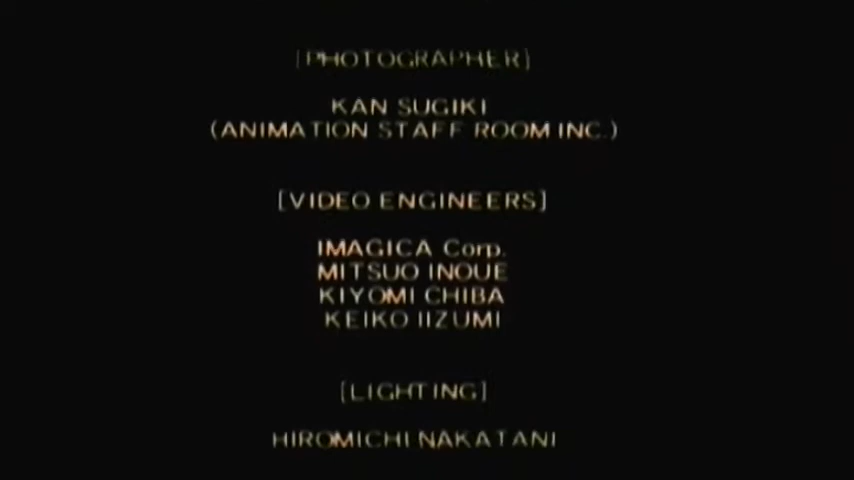 [PHOTOGRAPHER]
KAN SUGIKI
(ANIMATION STAFF ROOM INC.)
[VIDEO ENGINEERS]
IMAGICA Corp.
MITSUO INOUE
KIYOMI CHIBA
KEIKO IIZUMI
[LIGHTING]
HIROMICHI NAKATANI